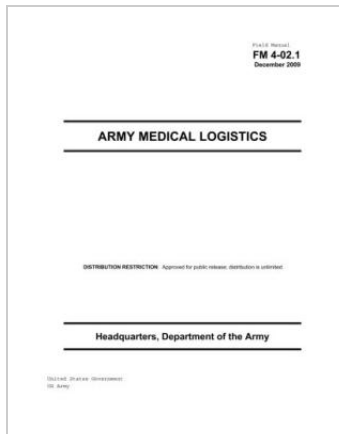 Field Manual
FM 4-02.1
December 2009
ARMY MEDICAL LOGISTICS
DISTRIBUTION RESTRICTION: Approved for public release; distribution is unlimited
Headquarters, Department of the Army
United States Government
US Army